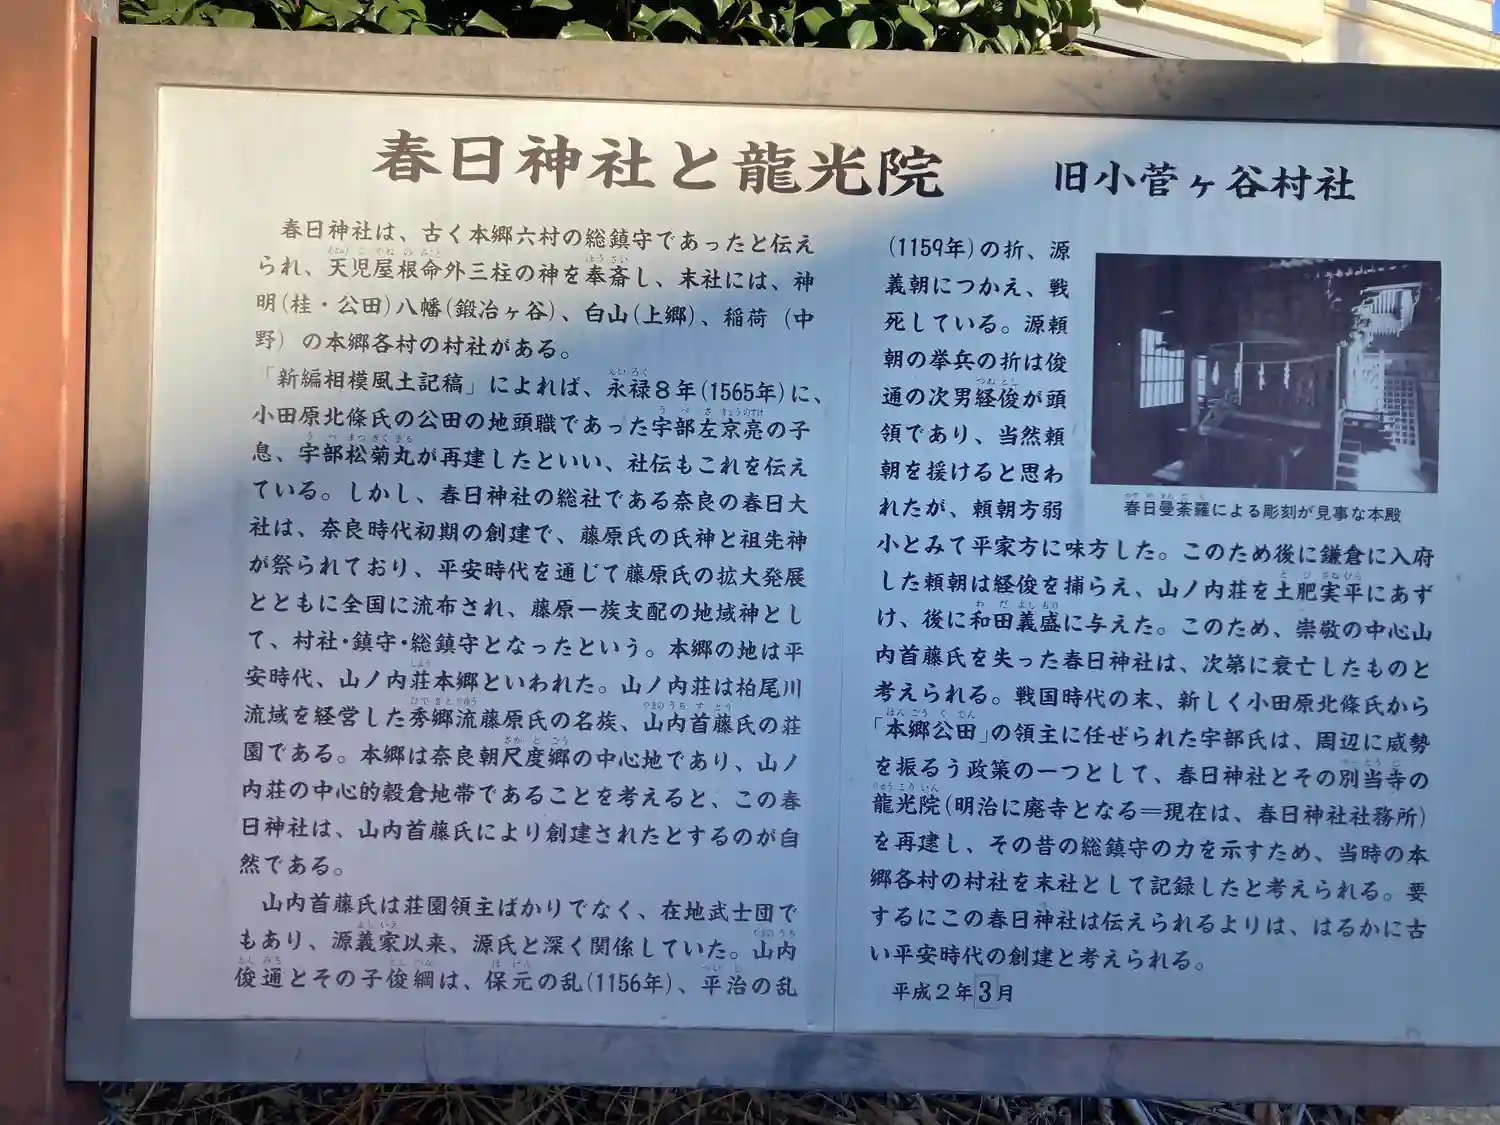 春日神社と龍光院　旧小菅ヶ谷村社
春日神社は、古く本郷六村の総鎮守であったと伝え
られ、天児屋根命外三柱の神を奉斎し、末社には、神
明(桂・公田)八幡(鍛冶ヶ谷)、白山(上郷)、稲荷(中
野)の本郷各村の村社がある。
「新編相模風土記稿」によれば、永禄8年(1565年)に、
小田原北條氏の公田の地頭職であった宇部左京亮の子
息、宇部松菊丸が再建したといい、社伝もこれを伝え
ている。しかし、春日神社の総社である奈良の春日大
社は、奈良時代初期の創建で、藤原氏の氏神と祖先神
が祭られており、平安時代を通じて藤原氏の拡大発展
とともに全国に流布され、藤原一族支配の地域神とし
て、村社・鎮守・総鎮守となったという。本郷の地は平
安時代、山ノ内荘本郷といわれた。山ノ内荘は柏尾川
流域を経営した秀郷流藤原氏の名族、山内首藤氏の荘
園である。本郷は奈良朝尺度郷の中心地であり、山ノ
内荘の中心的穀倉地帯であることを考えると、この春
日神社は、山内首藤氏により創建されたとするのが自
然である。
山内首藤氏は荘園領主ばかりでなく、在地武士団で
もあり、源義家以来、源氏と深く関係していた。山内
俊通とその子俊綱は、保元の乱(1156年)、平治の乱
(1159年)の折、源
義朝につかえ、戦
死している。源頼
朝の挙兵の折は俊
通の次男経俊が頭
領であり、当然頼
朝を援けると思わ
れたが、頼朝方弱
小とみて平家方に味方した。このため後に鎌倉に入府
した頼朝は経俊を捕らえ、山ノ内荘を土肥実平にあず
け、後に和田義盛に与えた。このため、崇敬の中心山
内首藤氏を失った春日神社は、次第に衰亡したものと
考えられる。戦国時代の末、新しく小田原北條氏から
「本郷公田」の領主に任ぜられた宇部氏は、周辺に威勢
を振るう政策の一つとして、春日神社とその別当寺の
龍光院(明治に廃寺となる＝現在は、春日神社社務所)
を再建し、その昔の総鎮守の力を示すため、当時の本
郷各村の村社を末社として記録したと考えられる。要
するにこの春日神社は伝えられるよりは、はるかに古
い平安時代の創建と考えられる。
平成2年3月
春日曼荼羅による彫刻が見事な本殿